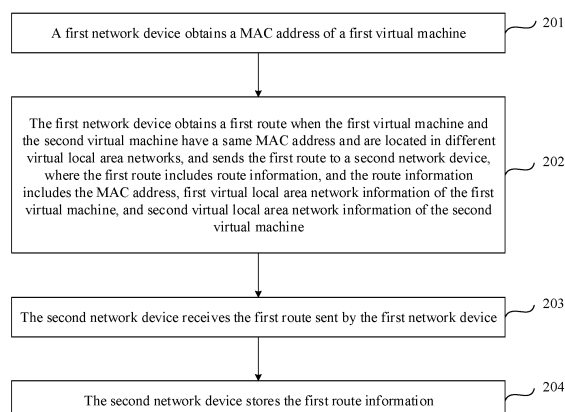 A first network device obtains a MAC address of a first virtual machine
201
The first network device obtains a first route when the first virtual machine and
the second virtual machine have a same MAC address and are located in different
virtual local area networks, and sends the first route to a second network device,
where the first route includes route information, and the route information
includes the MAC address, first virtual local area network information of the first
virtual machine, and second virtual local area network information of the second
virtual machine
202
The second network device receives the first route sent by the first network device
203
The second network device stores the first route information
204